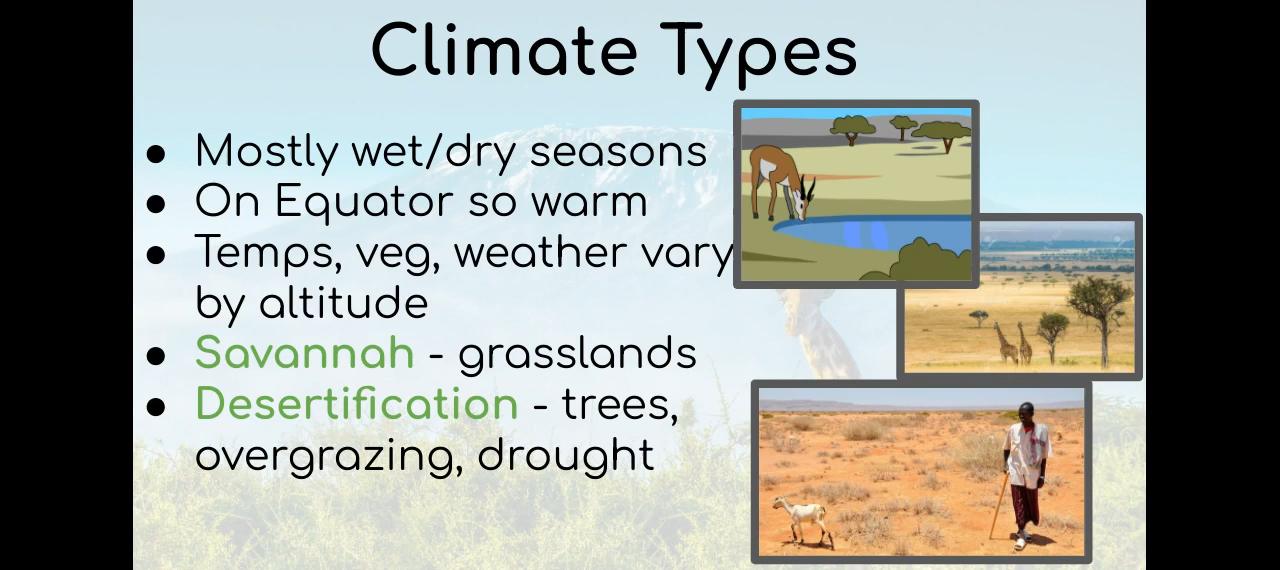 Climate Types
● Mostly wet/dry seasons
● On Equator so warm
● Temps, veg, weather vary
by altitude
● Savannah - grasslands
● Desertification - trees,
overgrazing, drought